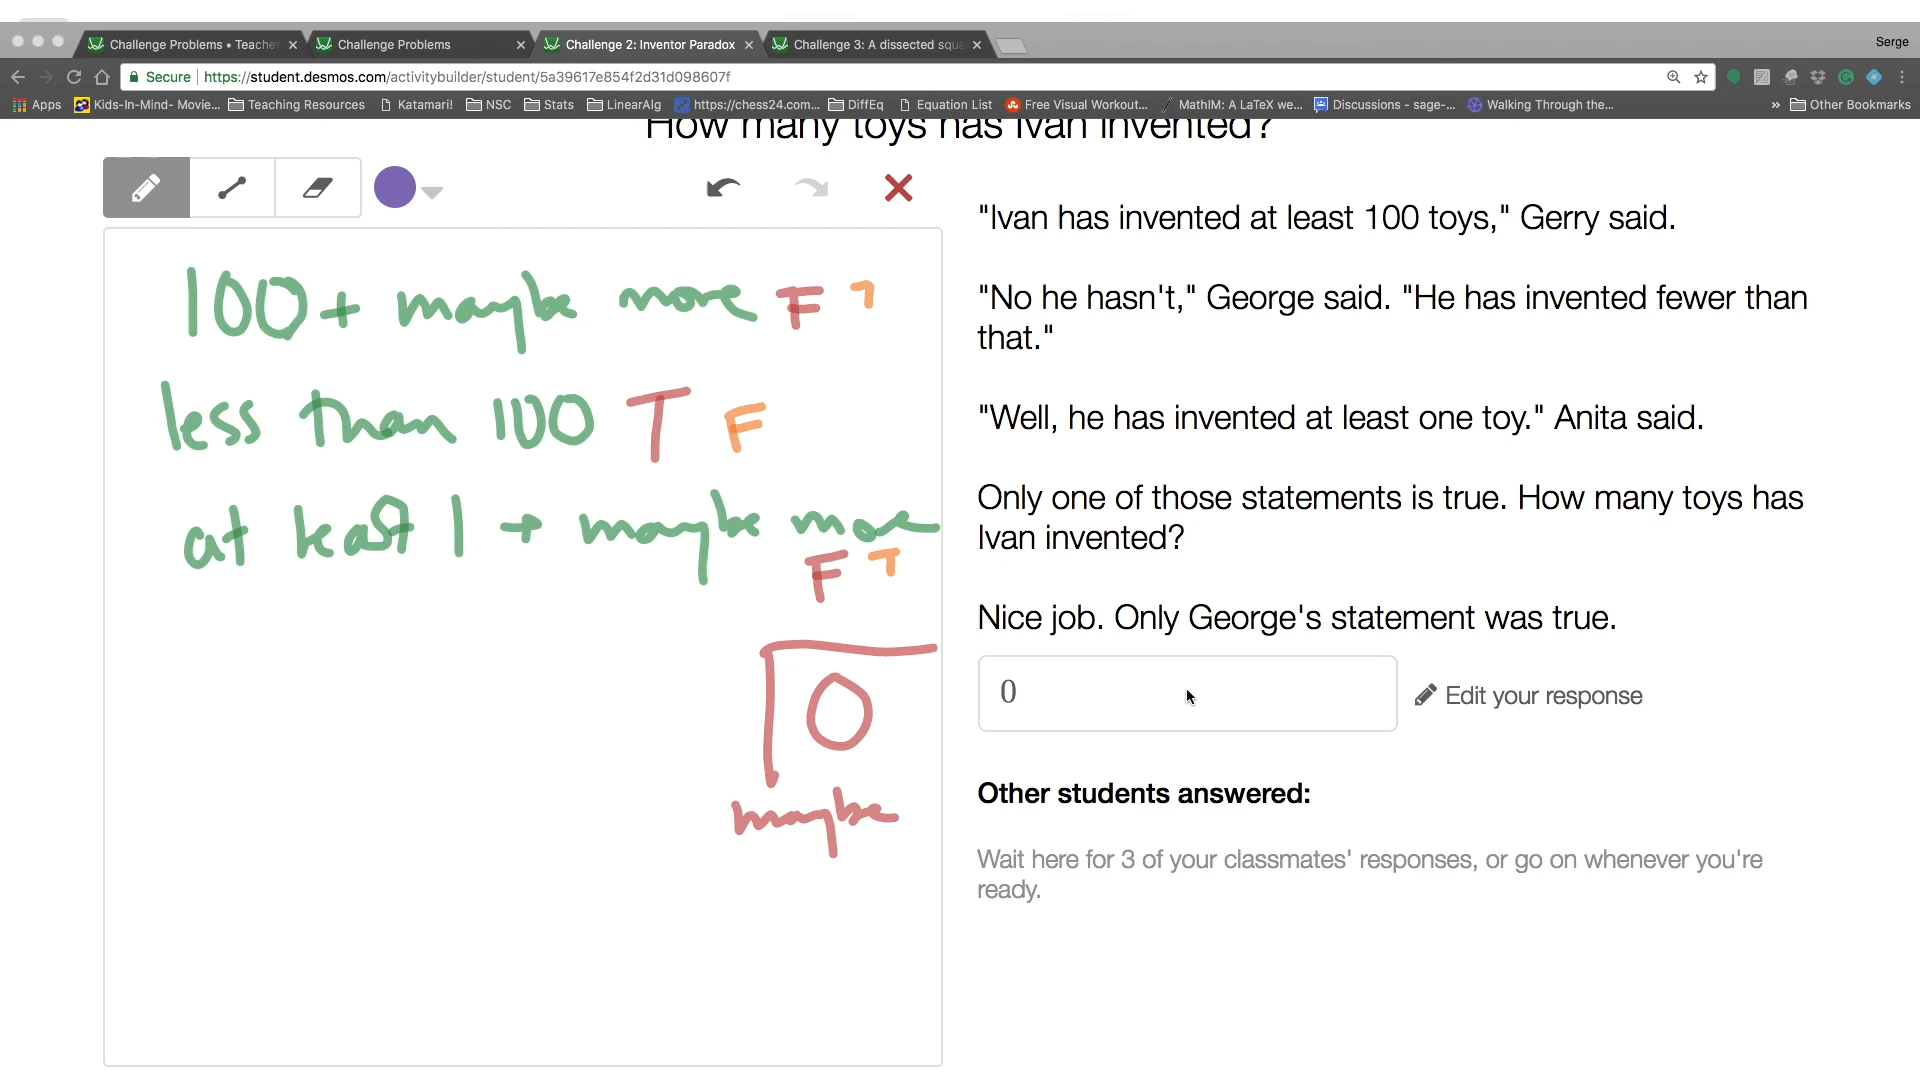 Challenge Problems • Teache
Challenge Problems
Challenge 2: Inventor Paradox
Challenge 3: A dissected squa
Serge
Secure
https://student.desmos.com/activitybuilder/student/5a39617e854f2d31d098607f
Apps
Kids-In-Mind- Movie...
Teaching Resources
Katamari!
NSC
Stats
LinearAlg
https://chess24.com...
DiffEq
Equation List
Free Visual Workout...
MathIM: A LaTeX we...
Discussions - sage-...
Walking Through the...
»
Other Bookmarks
How many toys has Ivan invented?
100+ maybe more F T
less than 100 T F
at least 1 + maybe more
F T
0
maybe
"Ivan has invented at least 100 toys," Gerry said.
"No he hasn't," George said. "He has invented fewer than
that."
"Well, he has invented at least one toy." Anita said.
Only one of those statements is true. How many toys has
Ivan invented?
Nice job. Only George's statement was true.
0
Edit your response
Other students answered:
Wait here for 3 of your classmates' responses, or go on whenever you're
ready.